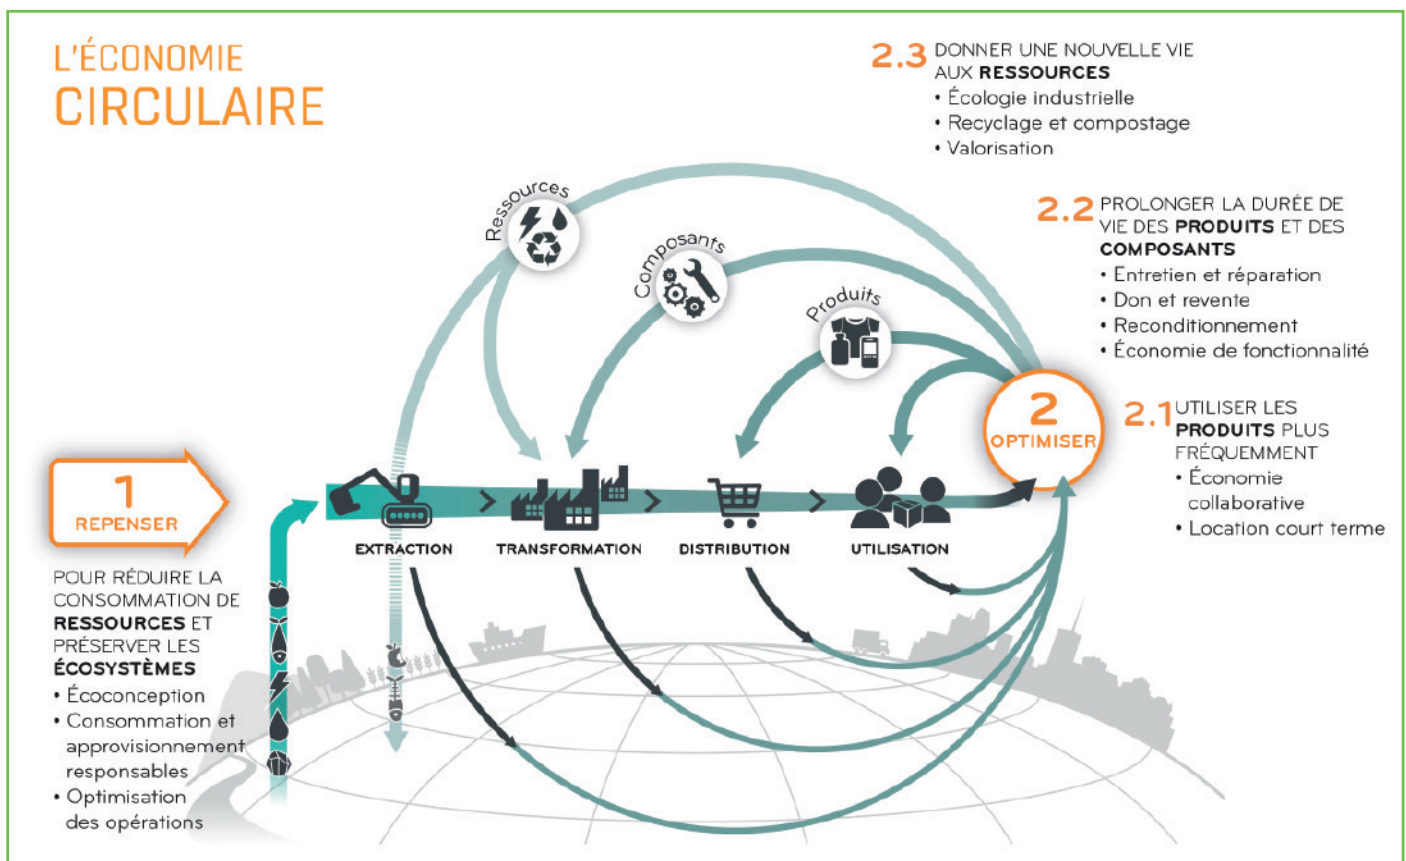 L'ÉCONOMIE
CIRCULAIRE
2.3 DONNER UNE NOUVELLE VIE
AUX RESSOURCES
• Écologie industrielle
• Recyclage et compostage
• Valorisation
2.2 PROLONGER LA DURÉE DE
VIE DES PRODUITS ET DES
COMPOSANTS
• Entretien et réparation
• Don et revente
• Reconditionnement
• Économie de fonctionnalité
Ressources
Composants
Produits
2
OPTIMISER
2.1 UTILISER LES
PRODUITS PLUS
FRÉQUEMMENT
• Économie
collaborative
• Location court terme
1
REPENSER
EXTRACTION
TRANSFORMATION
DISTRIBUTION
UTILISATION
POUR RÉDUIRE LA
CONSOMMATION DE
RESSOURCES ET
PRÉSERVER LES
ÉCOSYSTÈMES
• Écoconception
• Consommation et
approvisionnement
responsables
• Optimisation
des opérations